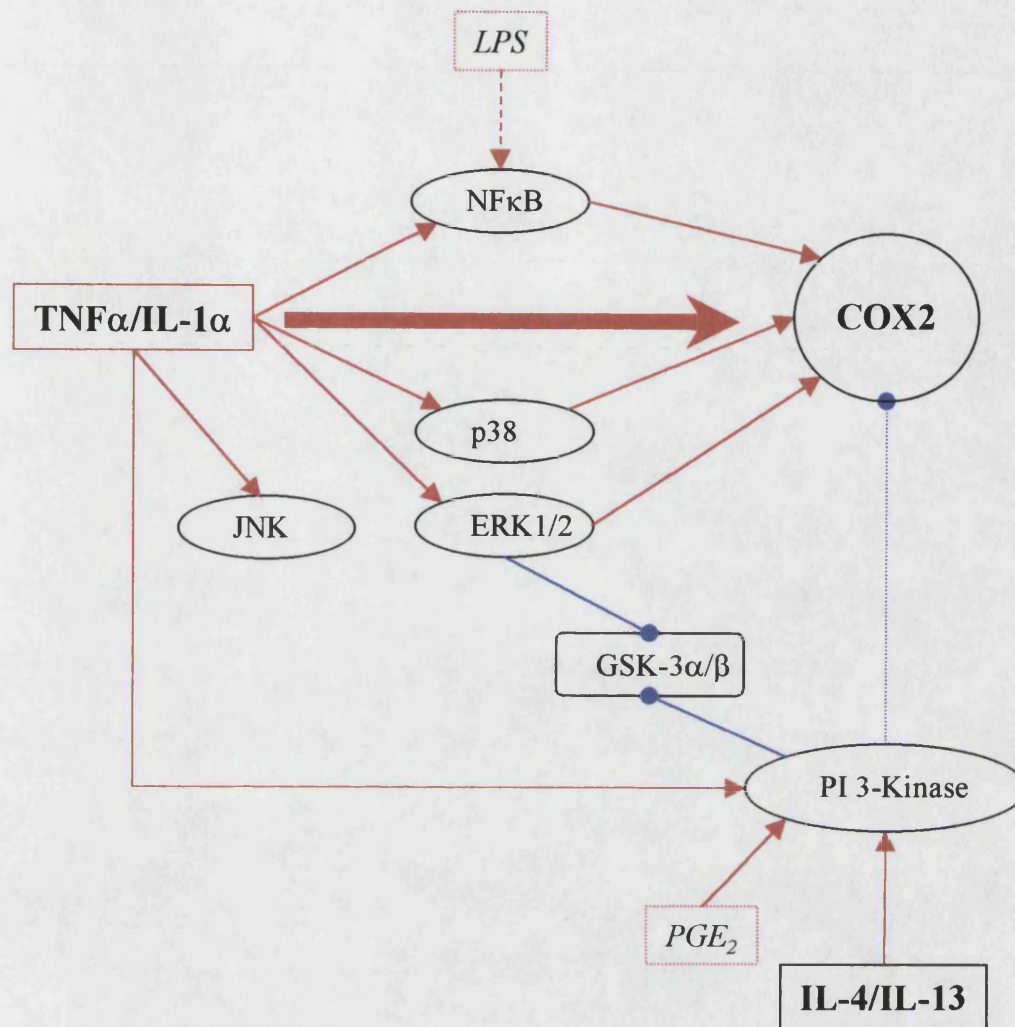 LPS
NFκB
TNFα/IL-1α
COX2
p38
JNK
ERK1/2
GSK-3α/β
PI 3-Kinase
PGE₂
IL-4/IL-13